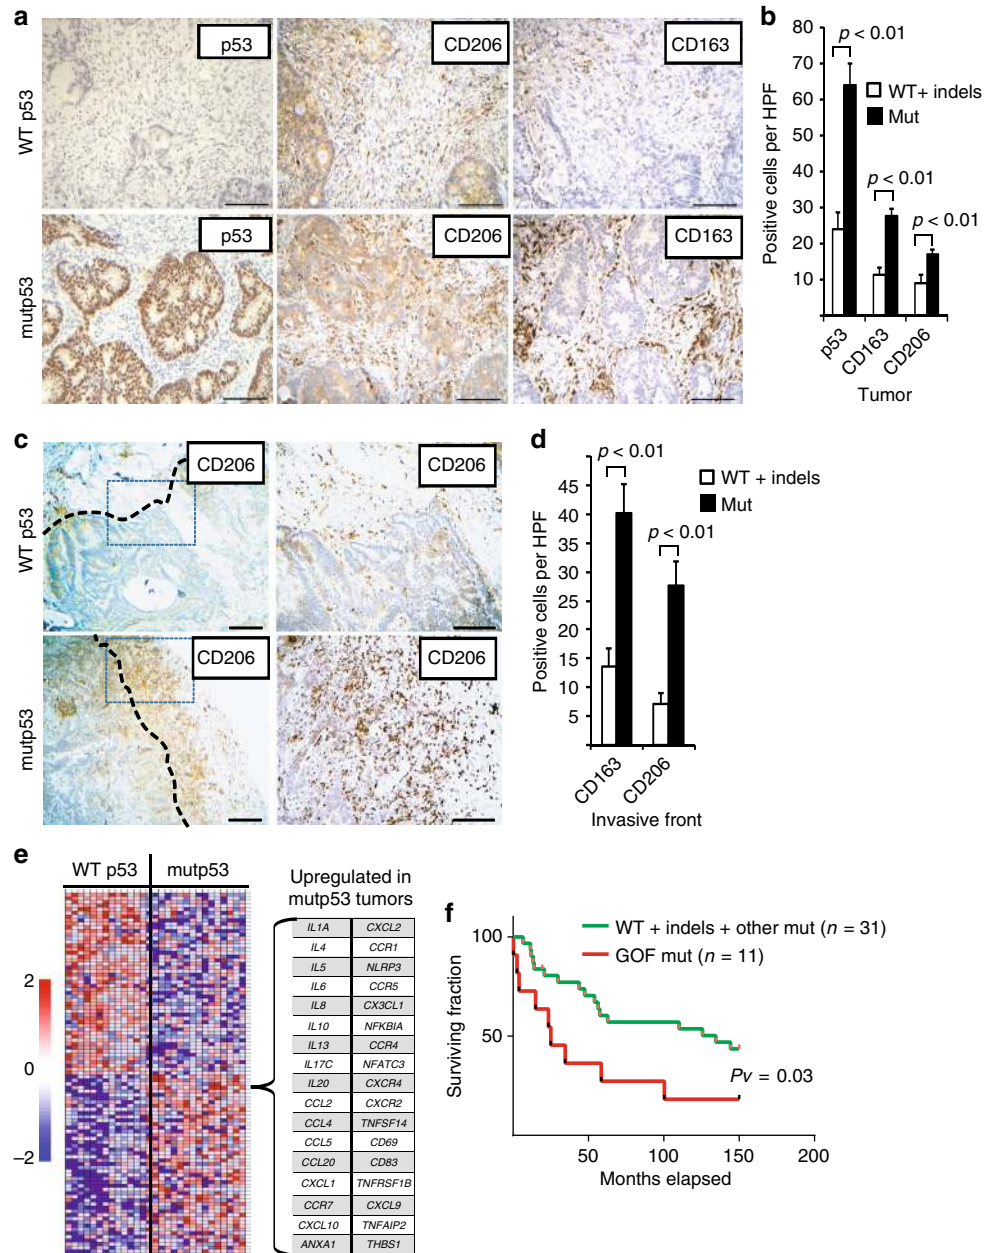 a
WT p53
p53
CD206
CD163
mutp53
p53
CD206
CD163
b
Positive cells per HPF
80
70
60
50
40
30
20
10
p < 0.01
p < 0.01
p < 0.01
WT+ indels
Mut
p53
CD163
CD206
Tumor
c
WT p53
CD206
CD206
mutp53
CD206
CD206
d
Positive cells per HPF
45
40
35
30
25
20
15
10
5
p < 0.01
p < 0.01
WT + indels
Mut
CD163
CD206
Invasive front
e
WT p53
mutp53
2
0
−2
Upregulated in
mutp53 tumors
IL1A CXCL2
IL4 CCR1
IL5 NLRP3
IL6 CCR5
IL8 CX3CL1
IL10 NFKBIA
IL13 CCR4
IL17C NFATC3
IL20 CXCR4
CCL2 CXCR2
CCL4 TNFSF14
CCL5 CD69
CCL20 CD83
CXCL1 TNFRSF1B
CCR7 CXCL9
CXCL10 TNFAIP2
ANXA1 THBS1
f
Surviving fraction
100
50
WT + indels + other mut (n = 31)
GOF mut (n = 11)
Pv = 0.03
50 100 150 200
Months elapsed